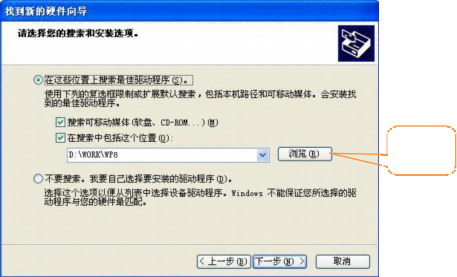 找到新的硬件向导
请选择您的搜索和安装选项。
在这些位置上搜索最佳驱动程序(S)。
使用下列的复选框限制或扩展默认搜索，包括本机路径和可移动媒体。会安装找
到的最佳驱动程序。
搜索可移动媒体(软盘、CD-ROM...)(M)
在搜索中包括这个位置(O):
D:\WORK\WP8
浏览(R)
不要搜索。我要自己选择要安装的驱动程序(D)。
选择这个选项以便从列表中选择设备驱动程序。Windows 不能保证您所选择的驱
动程序与您的硬件最匹配。
< 上一步(B)
下一步(N) >
取消